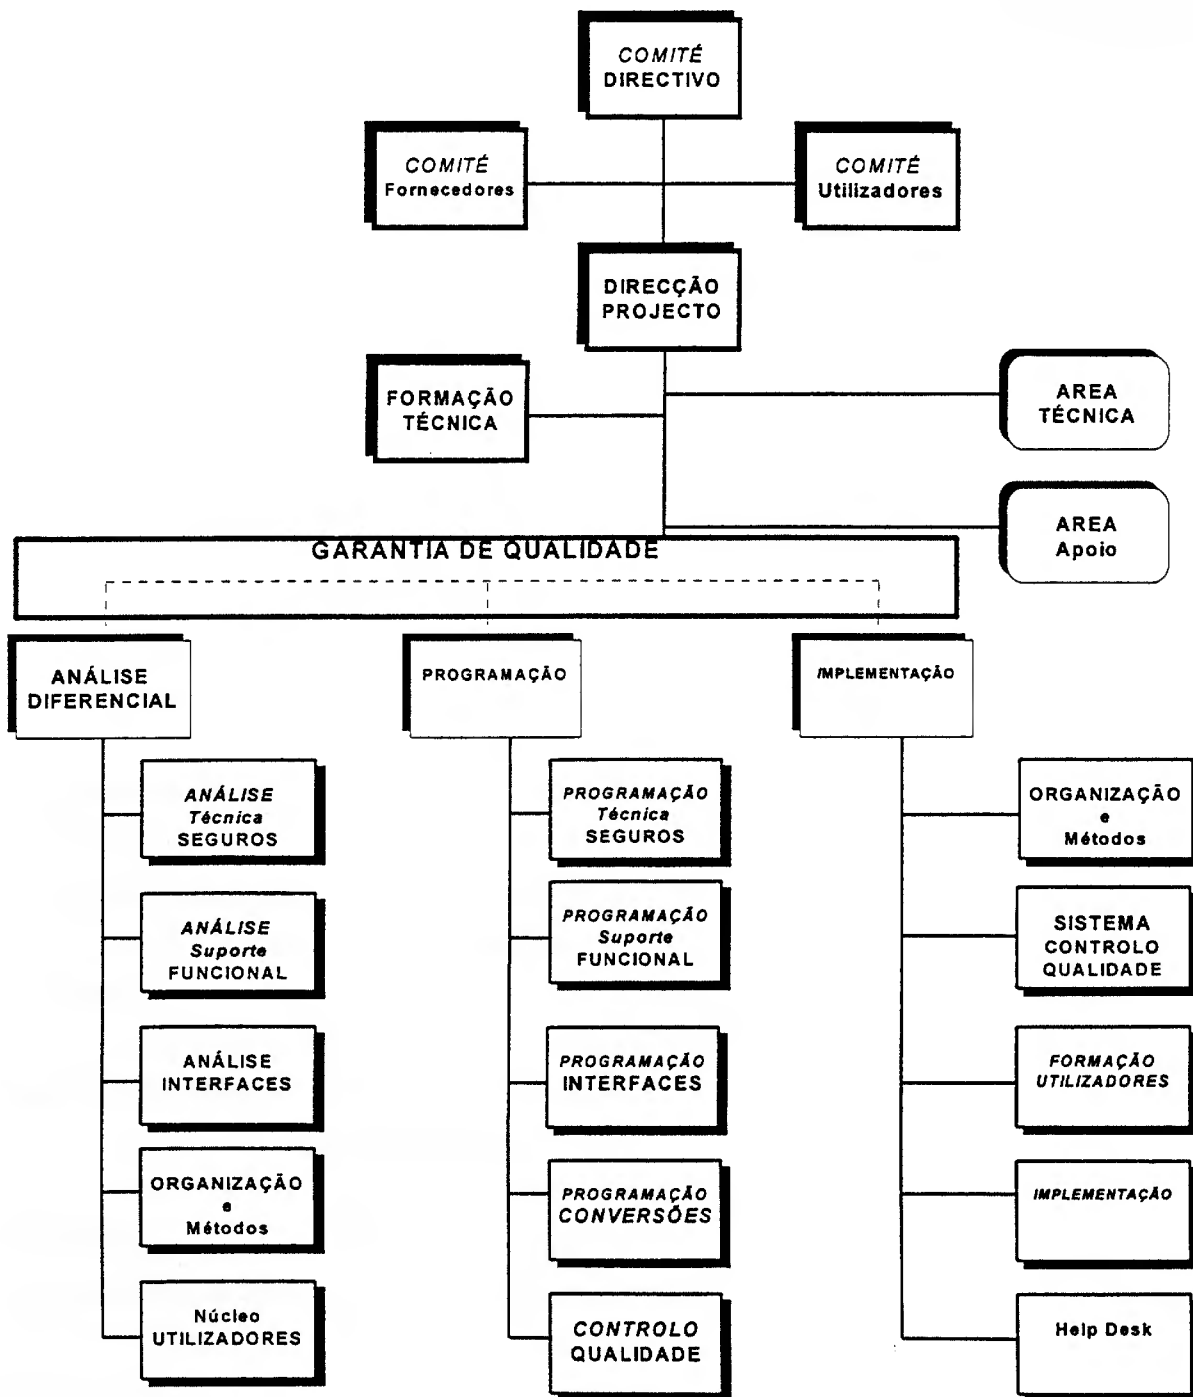 COMITÉ
DIRECTIVO
COMITÉ
Fornecedores
COMITÉ
Utilizadores
DIRECÇÃO
PROJECTO
FORMAÇÃO
TÉCNICA
AREA
TÉCNICA
AREA
Apoio
GARANTIA DE QUALIDADE
ANÁLISE
DIFERENCIAL
PROGRAMAÇÃO
IMPLEMENTAÇÃO
ANÁLISE
Técnica
SEGUROS
ANÁLISE
Suporte
FUNCIONAL
ANÁLISE
INTERFACES
ORGANIZAÇÃO
e
Métodos
Núcleo
UTILIZADORES
PROGRAMAÇÃO
Técnica
SEGUROS
PROGRAMAÇÃO
Suporte
FUNCIONAL
PROGRAMAÇÃO
INTERFACES
PROGRAMAÇÃO
CONVERSÕES
CONTROLO
QUALIDADE
ORGANIZAÇÃO
e
Métodos
SISTEMA
CONTROLO
QUALIDADE
FORMAÇÃO
UTILIZADORES
IMPLEMENTAÇÃO
Help Desk